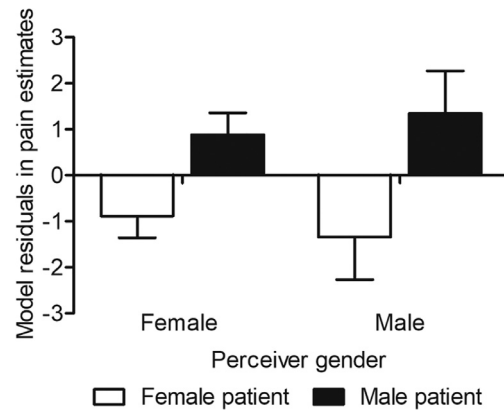 Model residuals in pain estimates
3
2
1
0
-1
-2
-3
Female Male
Perceiver gender
Female patient Male patient